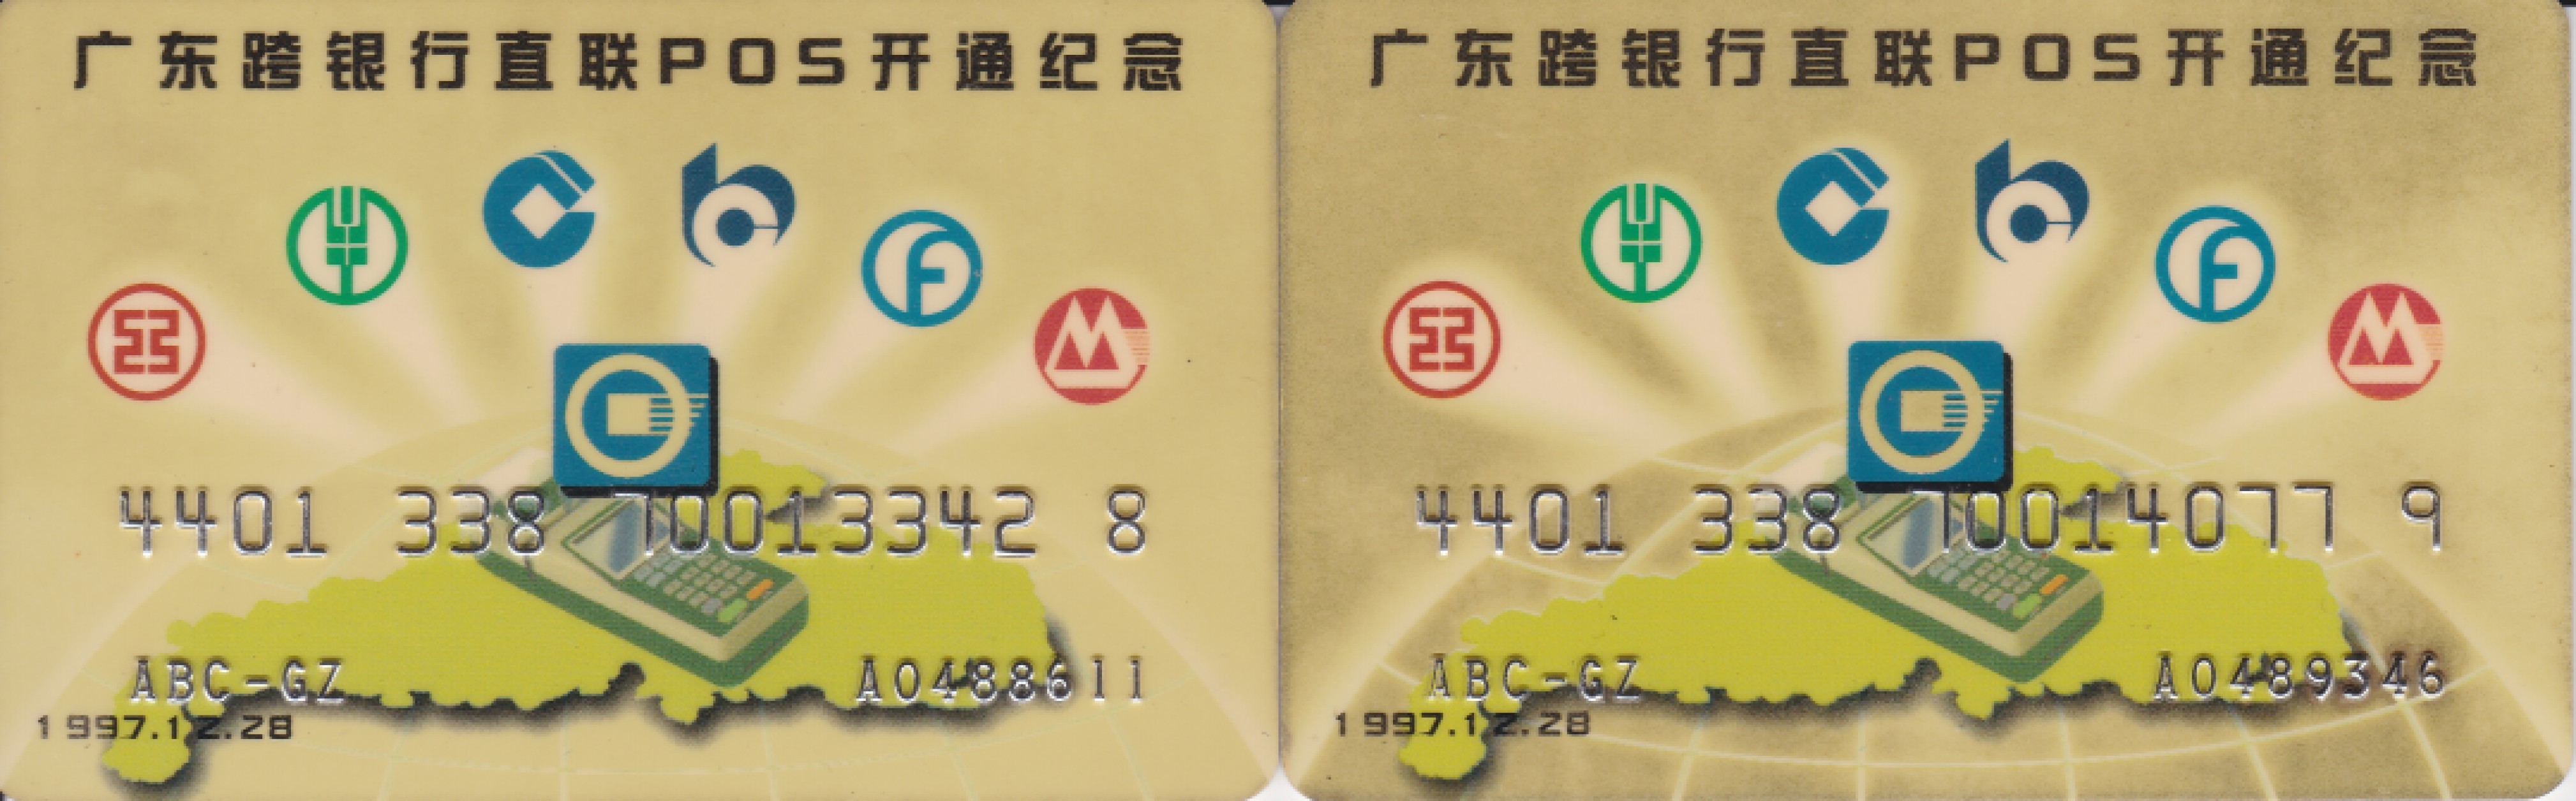 广东跨银行直联POS开通纪念
4401 338 70013342 8
ABC-GZ A0488611
1997.12.28
广东跨银行直联POS开通纪念
4401 338 70014077 9
ABC-GZ A0489346
1997.12.28